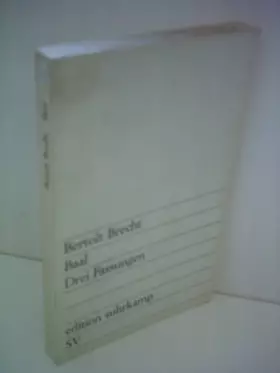 Bertolt Brecht
Baal
Drei Fassungen
edition suhrkamp
SV